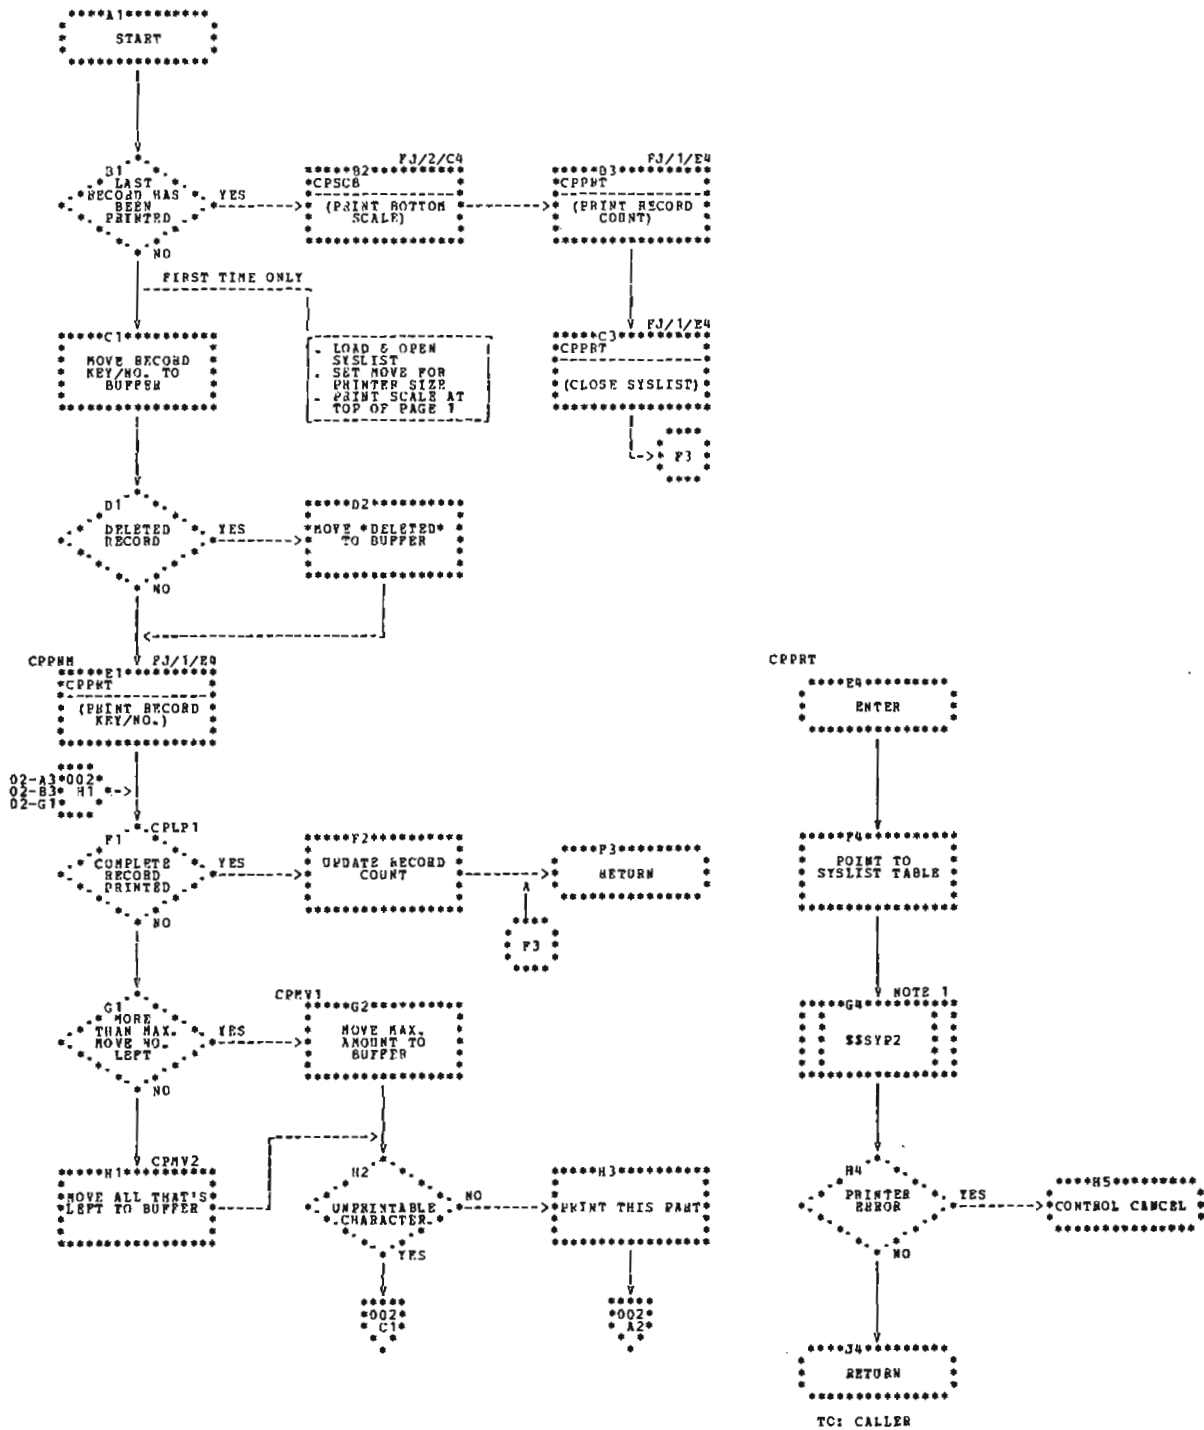 A1
START
B1
LAST
RECORD HAS
BEEN
PRINTED
YES
NO
FJ/2/C4
B2
CPSCB
(PRINT BOTTOM
SCALE)
FJ/1/E4
B3
CPPRT
(PRINT RECORD
COUNT)
FIRST TIME ONLY
- LOAD & OPEN
SYSLIST
- SET MOVE FOR
PRINTER SIZE
- PRINT SCALE AT
TOP OF PAGE 1
C1
MOVE RECORD
KEY/NO. TO
BUFFER
FJ/1/E4
C3
CPPRT
(CLOSE SYSLIST)
F3
D1
DELETED
RECORD
YES
NO
D2
MOVE *DELETED*
TO BUFFER
CPPNM
FJ/1/E4
E1
CPPRT
(PRINT RECORD
KEY/NO.)
02-A3
02-B3
02-G1
002
H1
CPLP1
F1
COMPLETE
RECORD
PRINTED
YES
NO
F2
UPDATE RECORD
COUNT
F3
RETURN
F3
G1
MORE
THAN MAX.
MOVE NO.
LEFT
YES
NO
CPMV1
G2
MOVE MAX.
AMOUNT TO
BUFFER
CPMV2
H1
MOVE ALL THAT'S
LEFT TO BUFFER
H2
UNPRINTABLE
CHARACTER
NO
YES
H3
PRINT THIS PART
002
C1
002
A2
CPPRT
E4
ENTER
F4
POINT TO
SYSLIST TABLE
NOTE 1
G4
$$SYP2
H4
PRINTER
ERROR
YES
NO
H5
CONTROL CANCEL
J4
RETURN
TO: CALLER